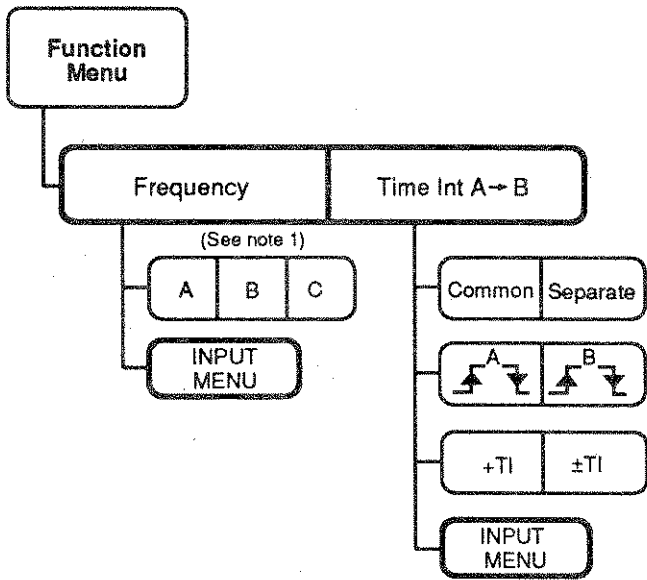 Function
Menu
Frequency
Time Int A→ B
(See note 1)
A B C
INPUT
MENU
Common Separate
A B
+TI ±TI
INPUT
MENU